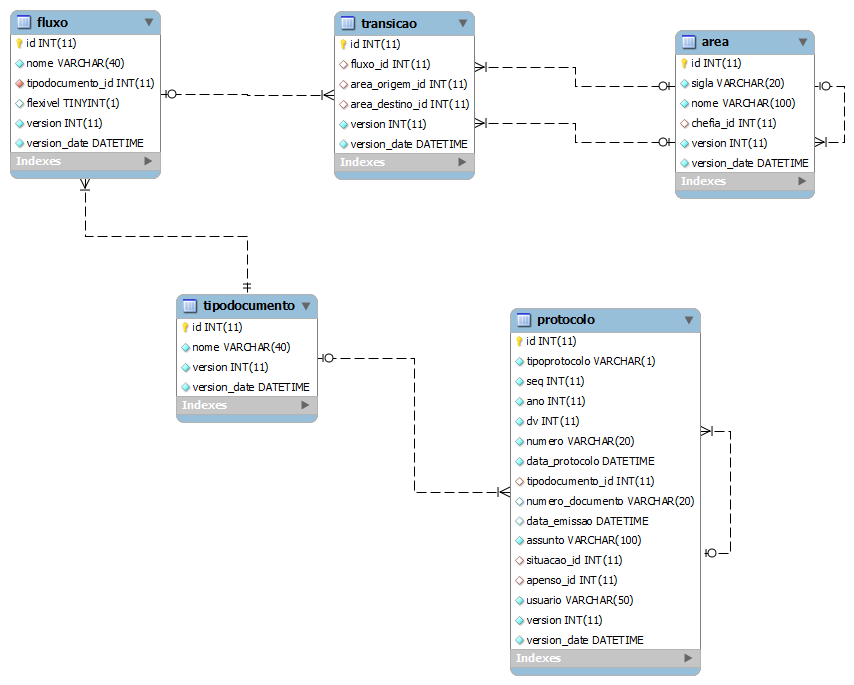 fluxo
id INT(11)
nome VARCHAR(40)
tipodocumento_id INT(11)
flexivel TINYINT(1)
version INT(11)
version_date DATETIME
Indexes
transicao
id INT(11)
fluxo_id INT(11)
area_origem_id INT(11)
area_destino_id INT(11)
version INT(11)
version_date DATETIME
Indexes
area
id INT(11)
sigla VARCHAR(20)
nome VARCHAR(100)
chefia_id INT(11)
version INT(11)
version_date DATETIME
Indexes
tipodocumento
id INT(11)
nome VARCHAR(40)
version INT(11)
version_date DATETIME
Indexes
protocolo
id INT(11)
tipoprotocolo VARCHAR(1)
seq INT(11)
ano INT(11)
dv INT(11)
numero VARCHAR(20)
data_protocolo DATETIME
tipodocumento_id INT(11)
numero_documento VARCHAR(20)
data_emissao DATETIME
assunto VARCHAR(100)
situacao_id INT(11)
apenso_id INT(11)
usuario VARCHAR(50)
version INT(11)
version_date DATETIME
Indexes